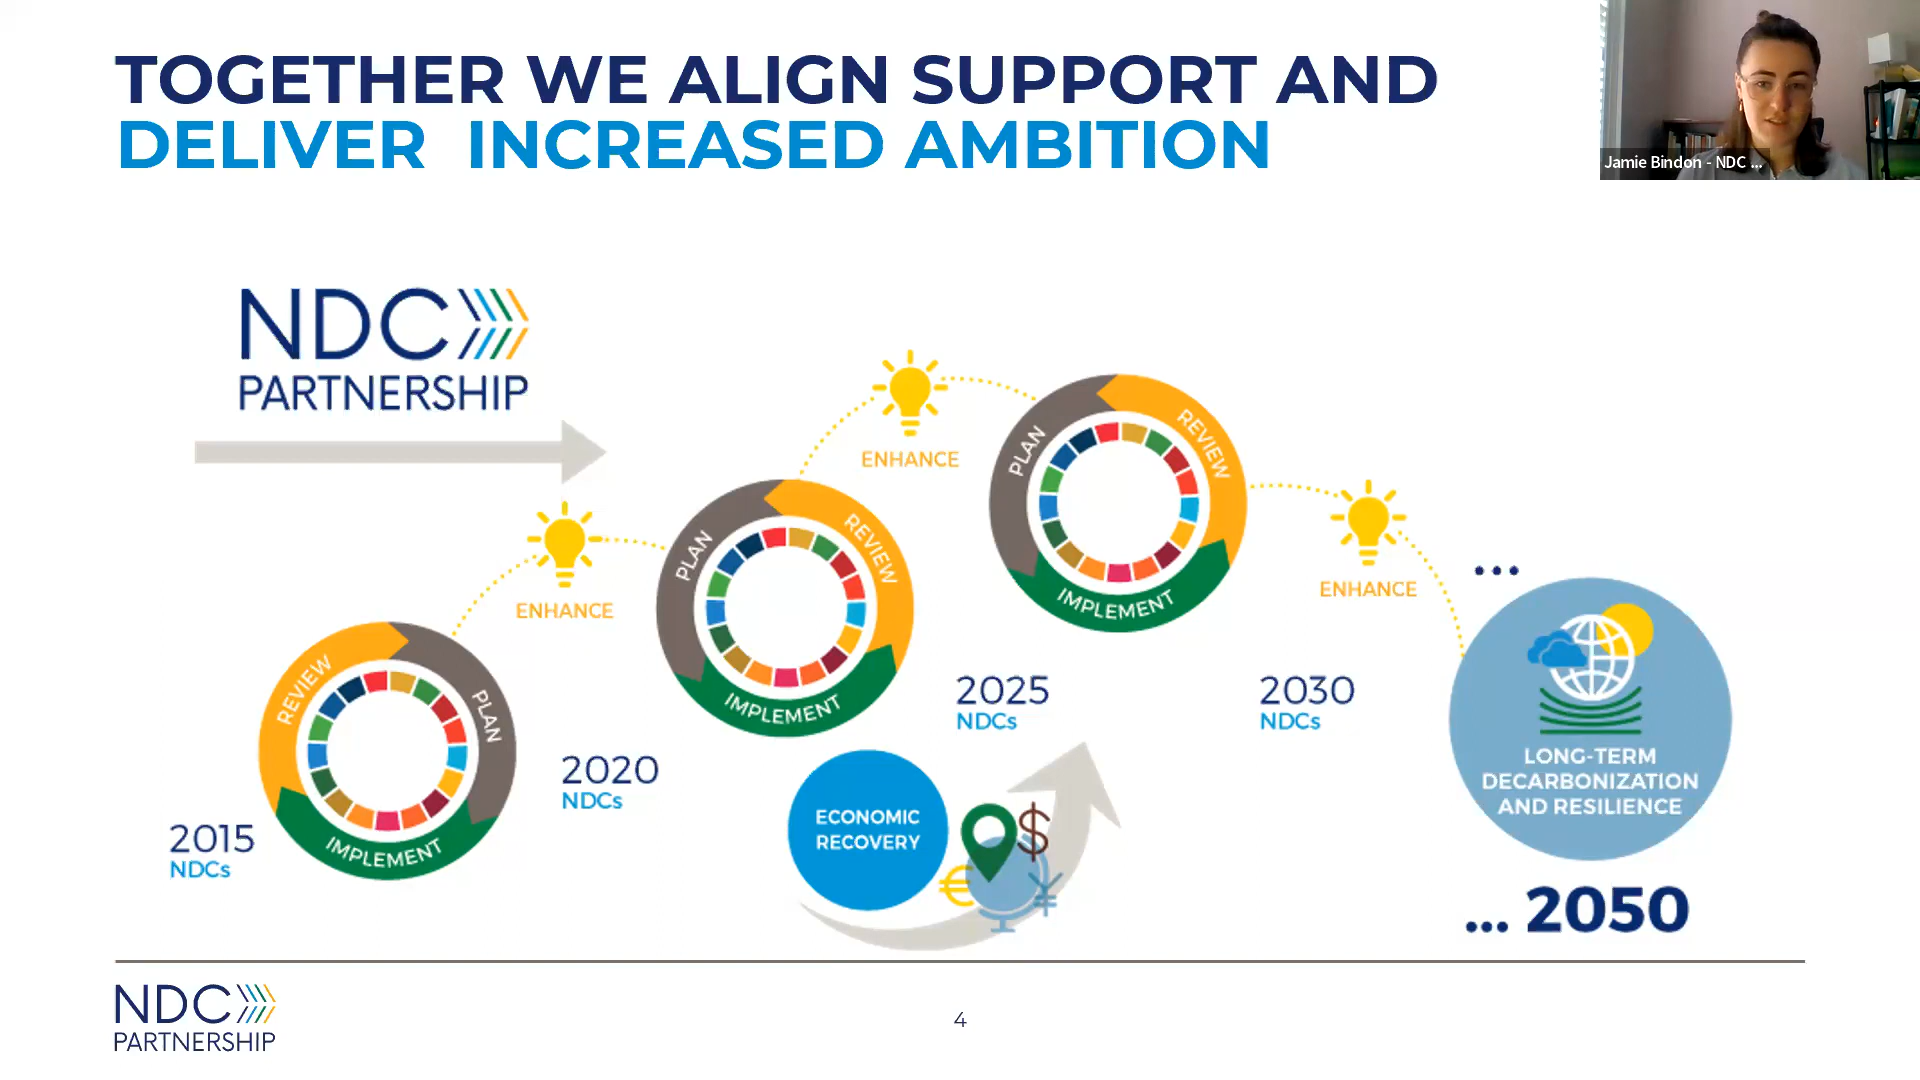 TOGETHER WE ALIGN SUPPORT AND
DELIVER INCREASED AMBITION
Jamie Bindon - NDC ...
NDC
PARTNERSHIP
ENHANCE
PLAN
REVIEW
IMPLEMENT
ENHANCE
PLAN
REVIEW
IMPLEMENT
ENHANCE
REVIEW
PLAN
IMPLEMENT
2015
NDCs
2020
NDCs
2025
NDCs
2030
NDCs
ECONOMIC
RECOVERY
€
$
¥
...
LONG-TERM
DECARBONIZATION
AND RESILIENCE
... 2050
NDC
PARTNERSHIP
4